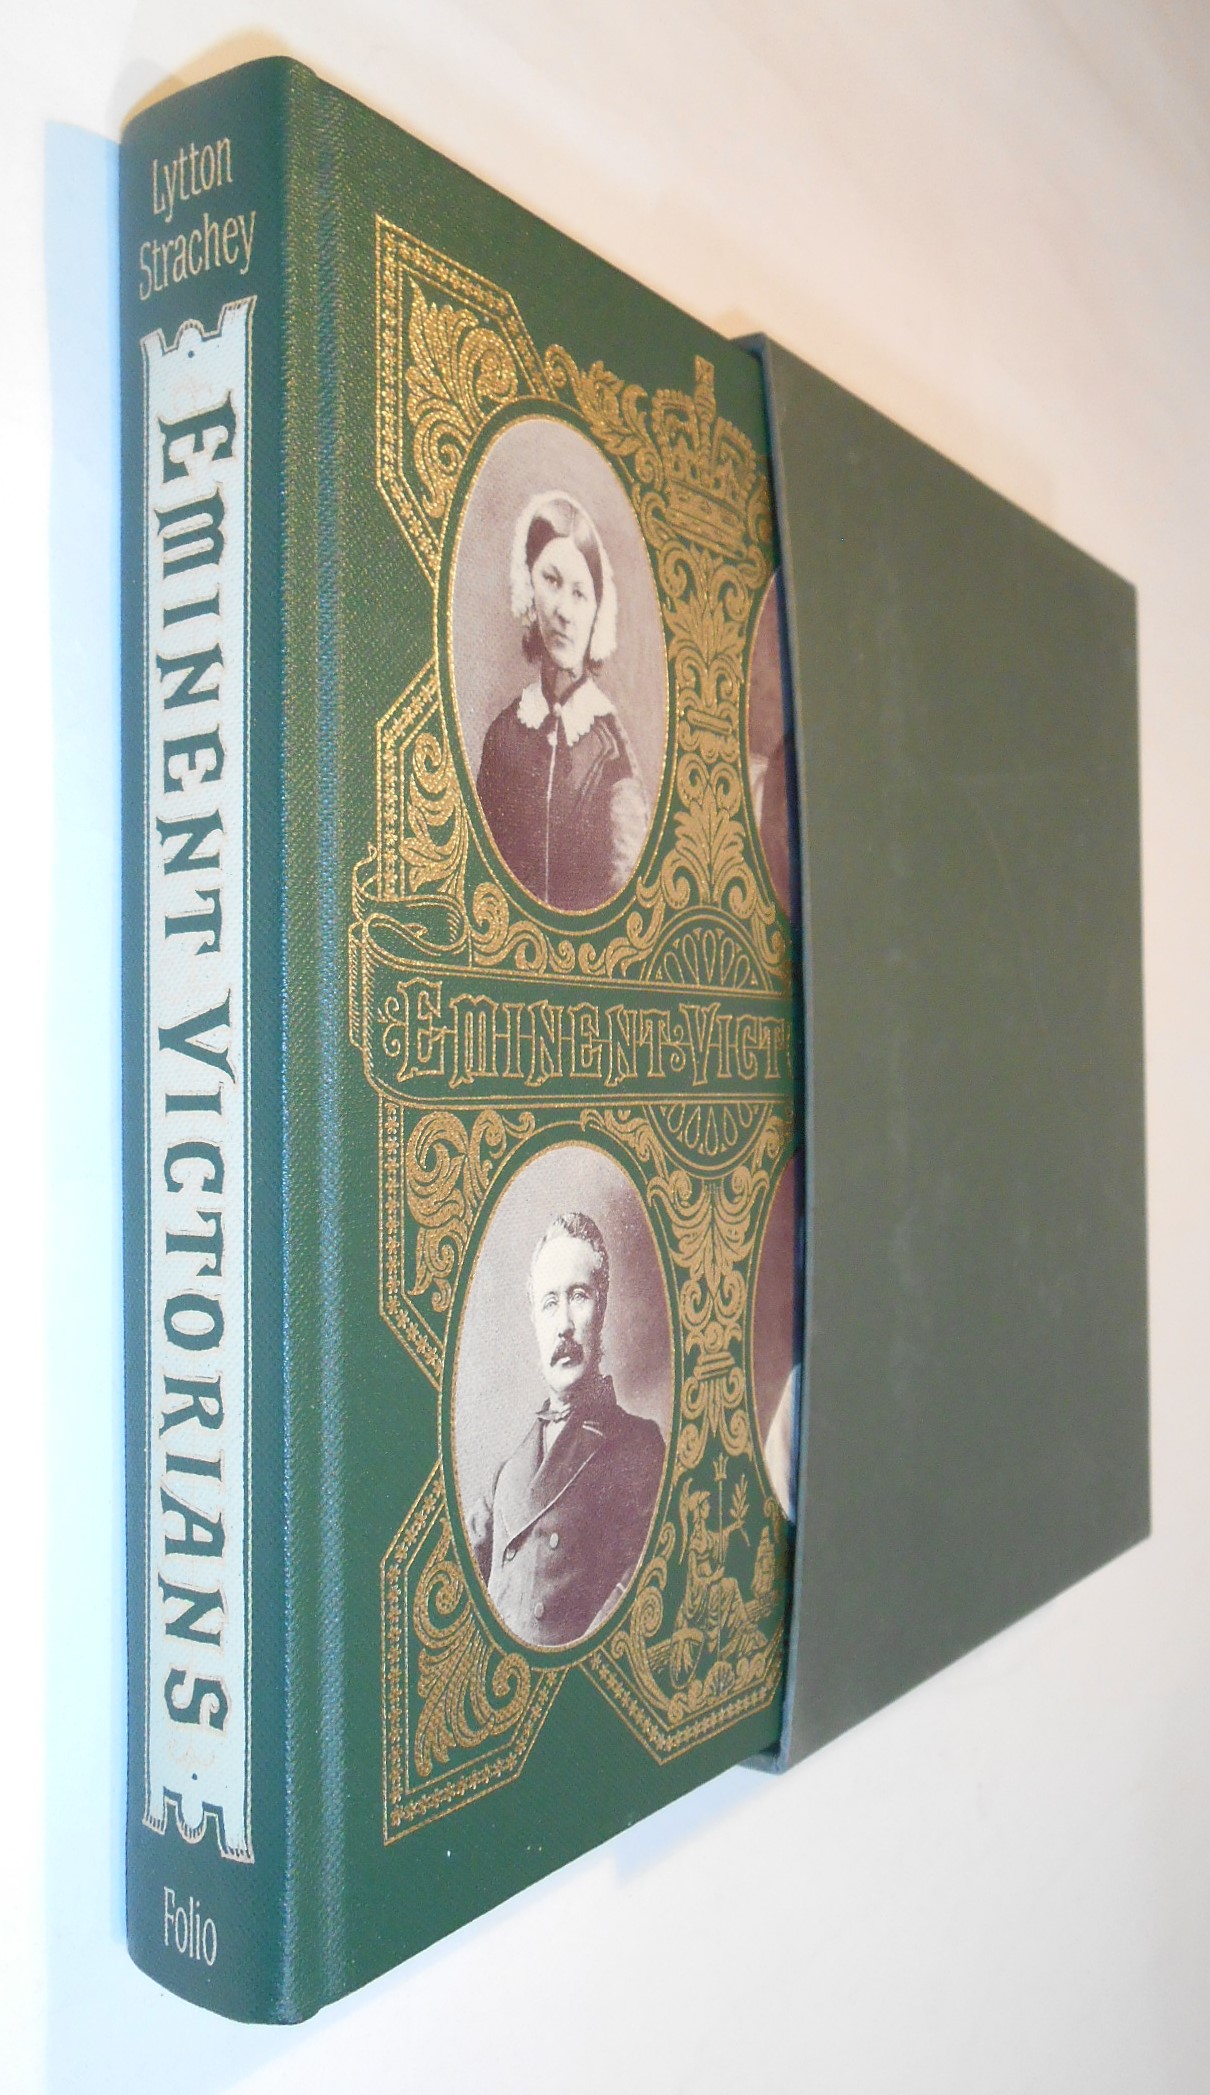 Lytton
Strachey
EMINENT VICTORIANS
Folio
EMINENT VICT